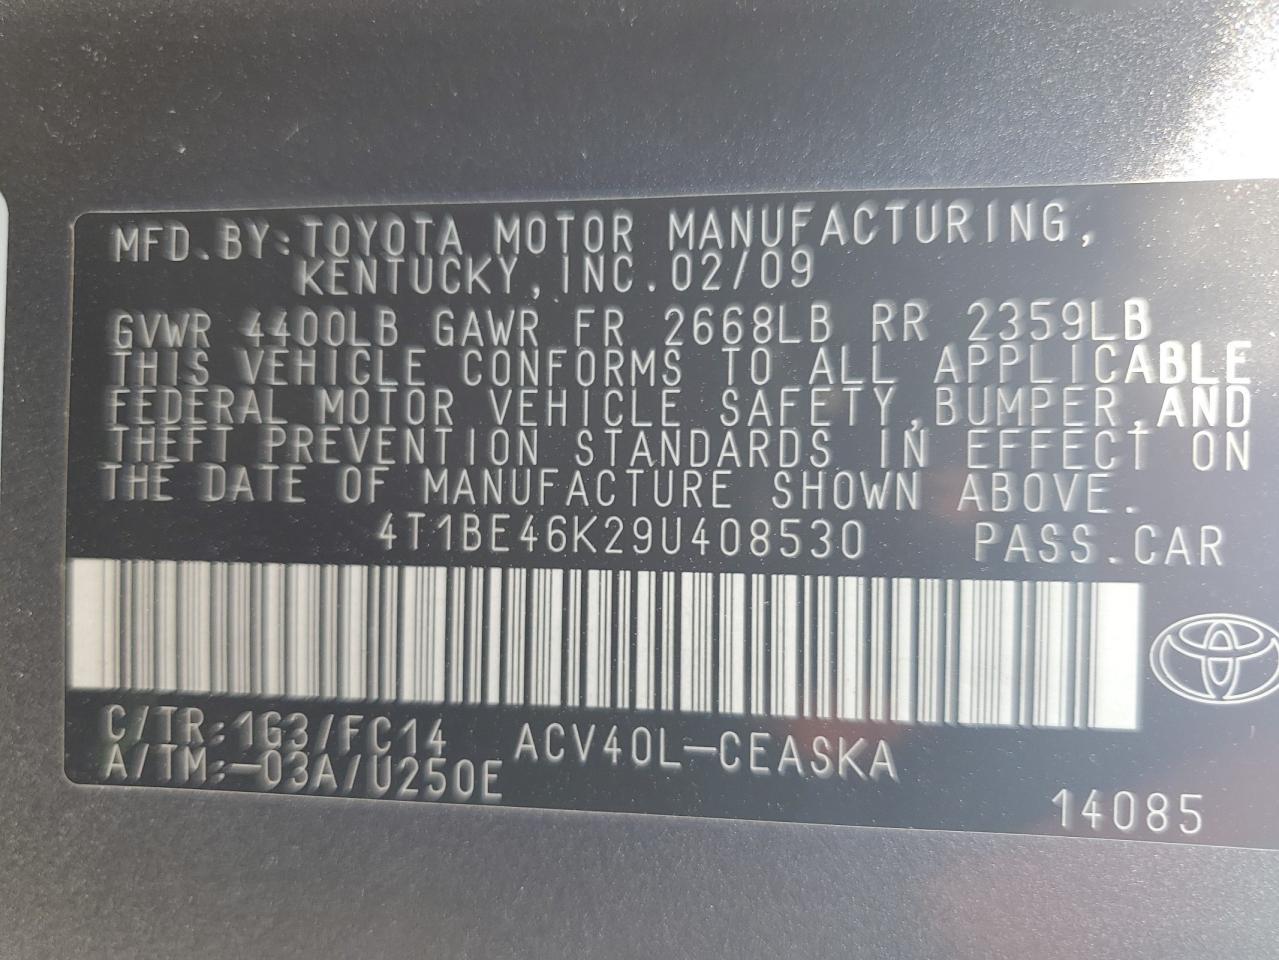 MFD. BY: TOYOTA MOTOR MANUFACTURING,
KENTUCKY, INC. 02/09
GVWR 4400LB GAWR FR 2668LB RR 2359LB
THIS VEHICLE CONFORMS TO ALL APPLICABLE
FEDERAL MOTOR VEHICLE SAFETY, BUMPER, AND
THEFT PREVENTION STANDARDS IN EFFECT ON
THE DATE OF MANUFACTURE SHOWN ABOVE.
4T1BE46K29U408530 PASS. CAR
C/TR: 1G3/FC14 ACV40L-CEASKA
A/TM: -03A/U250E
14085